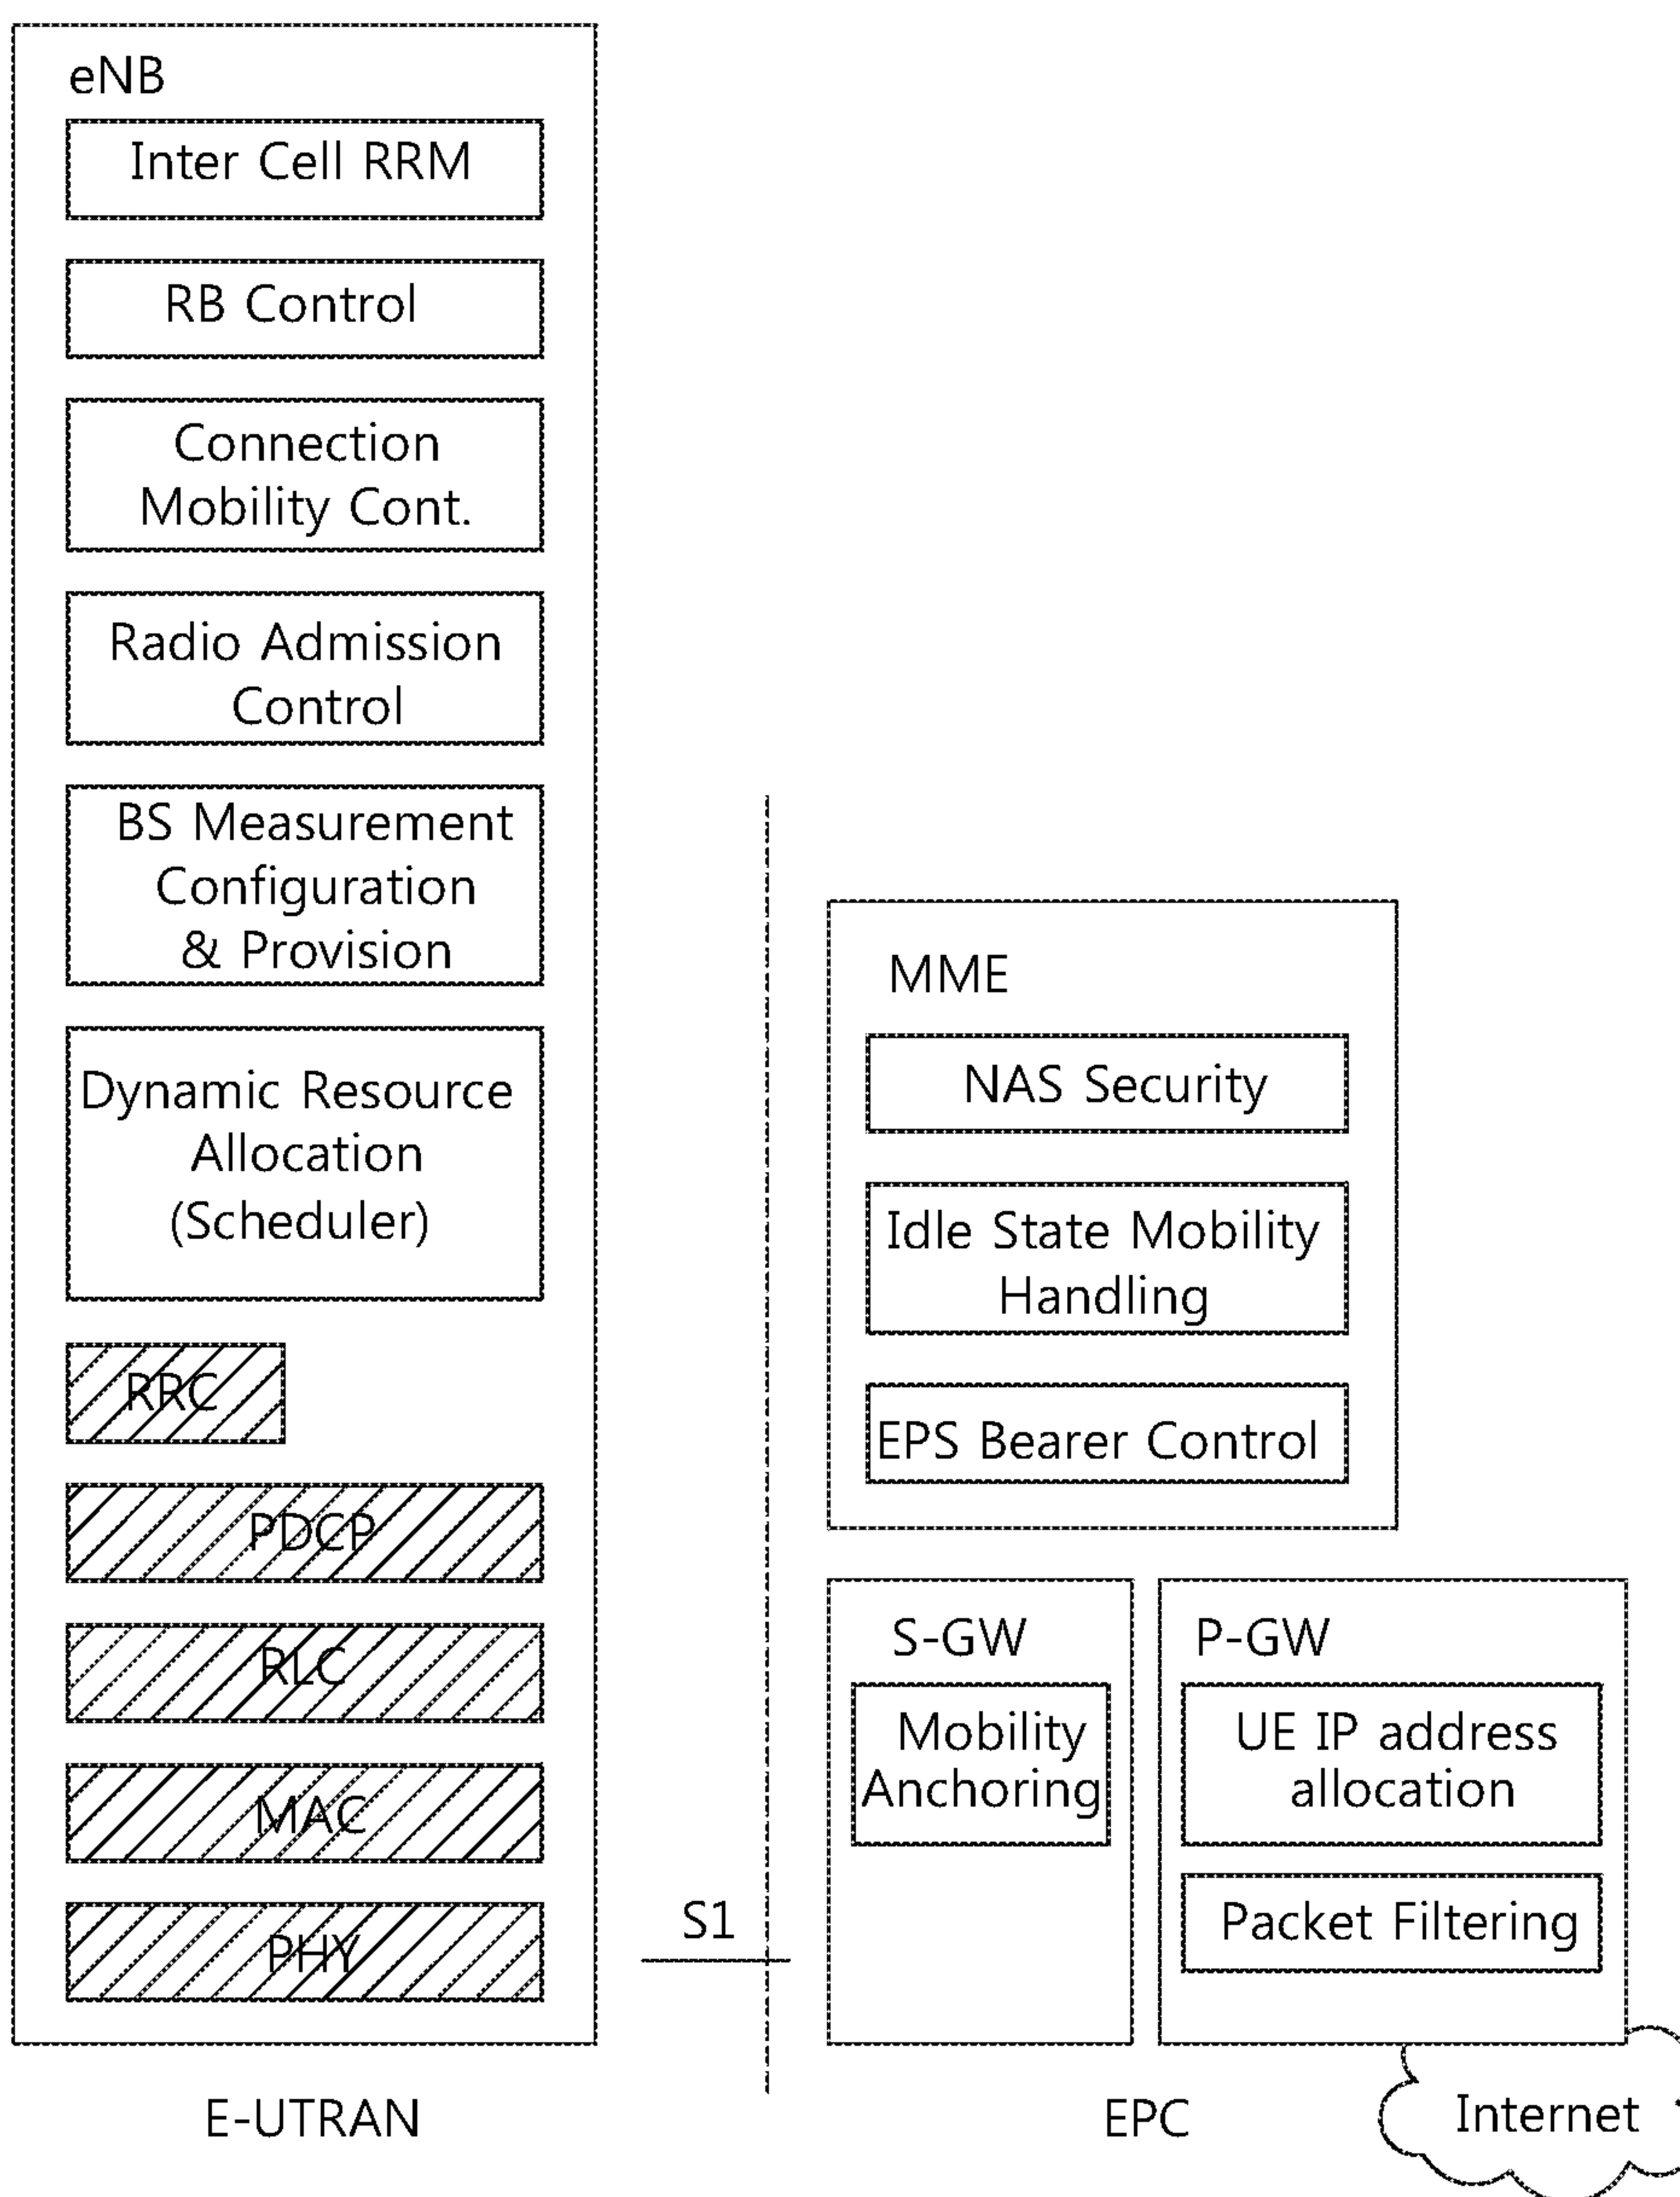 eNB
Inter Cell RRM
RB Control
Connection
Mobility Cont.
Radio Admission
Control
BS Measurement
Configuration
& Provision
Dynamic Resource
Allocation
(Scheduler)
RRC
PDCP
RLC
MAC
PHY
E-UTRAN
S1
MME
NAS Security
Idle State Mobility
Handling
EPS Bearer Control
S-GW
Mobility
Anchoring
P-GW
UE IP address
allocation
Packet Filtering
EPC
Internet